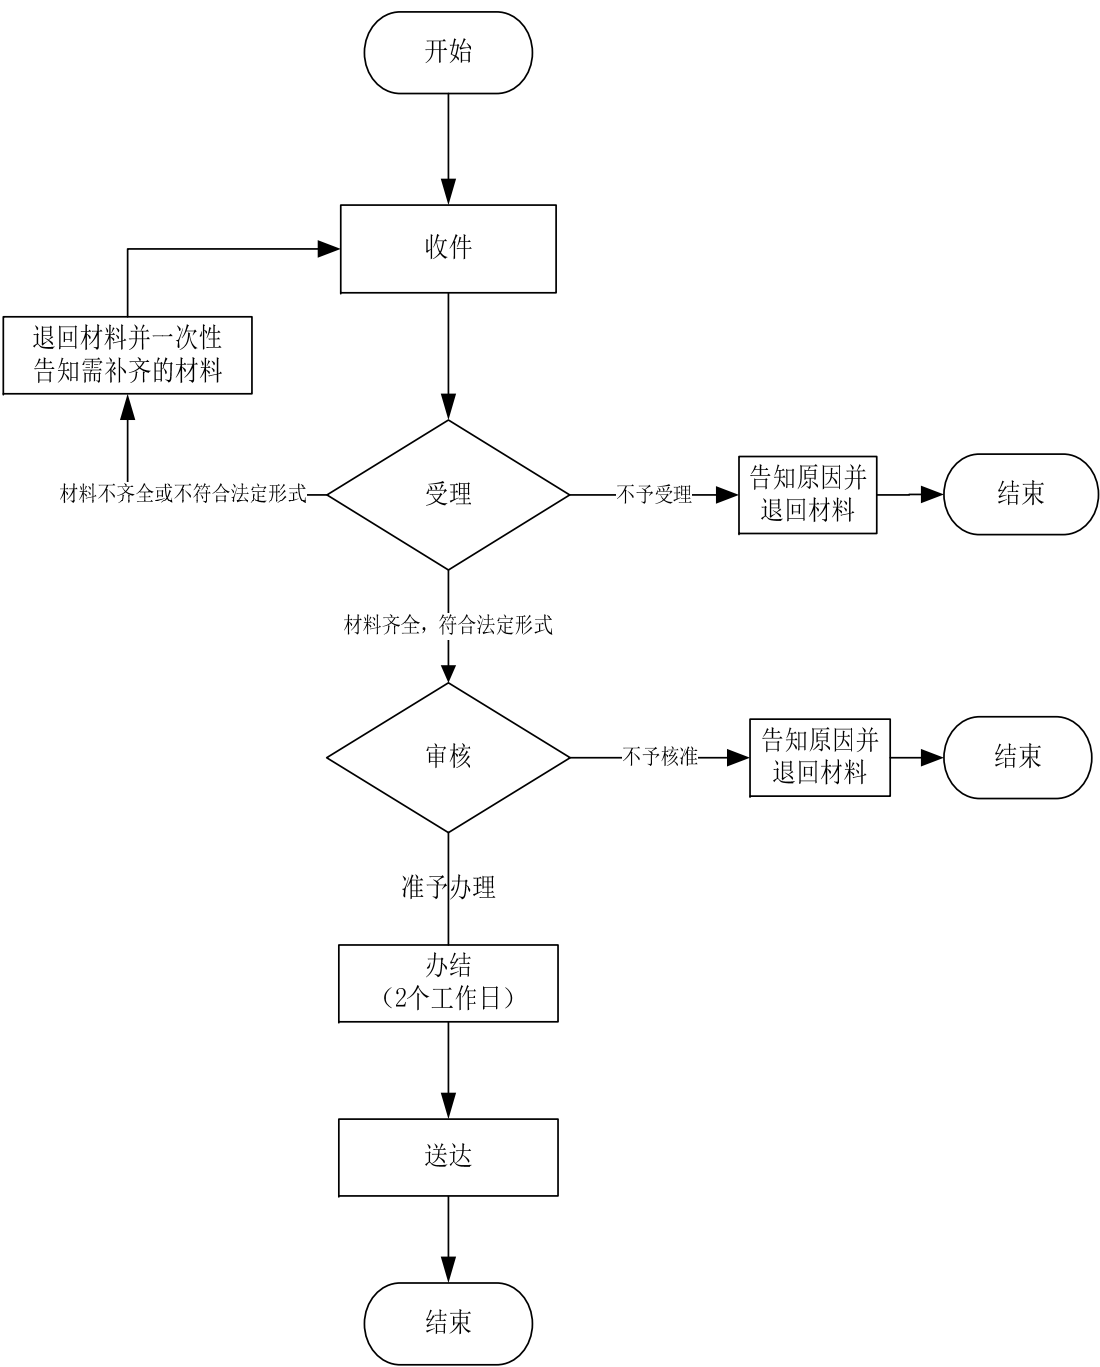 开始
收件
退回材料并一次性
告知需补齐的材料
材料不齐全或不符合法定形式
受理
不予受理
告知原因并
退回材料
结束
材料齐全，符合法定形式
审核
不予核准
告知原因并
退回材料
结束
准予办理
办结
（2个工作日）
送达
结束